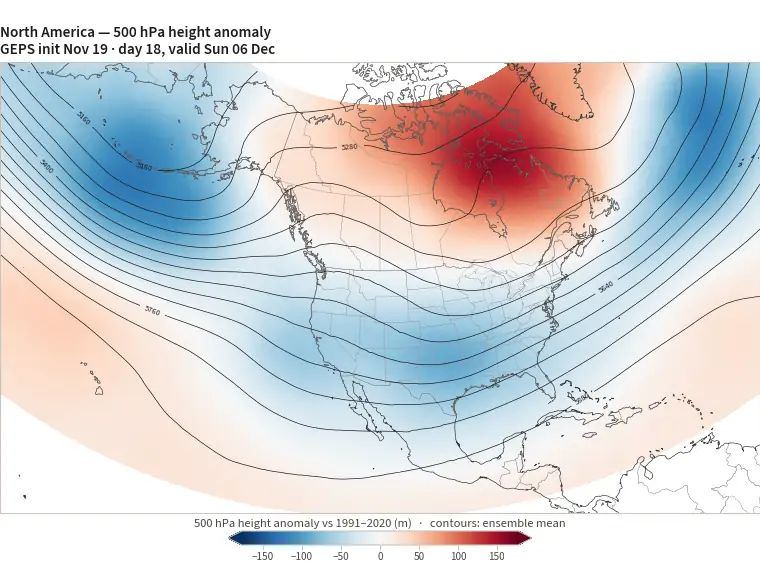 North America — 500 hPa height anomaly
GEPS init Nov 19 · day 18, valid Sun 06 Dec
5160
5160
5400
5280
5640
5760
500 hPa height anomaly vs 1991–2020 (m) · contours: ensemble mean
−150 −100 −50 0 50 100 150